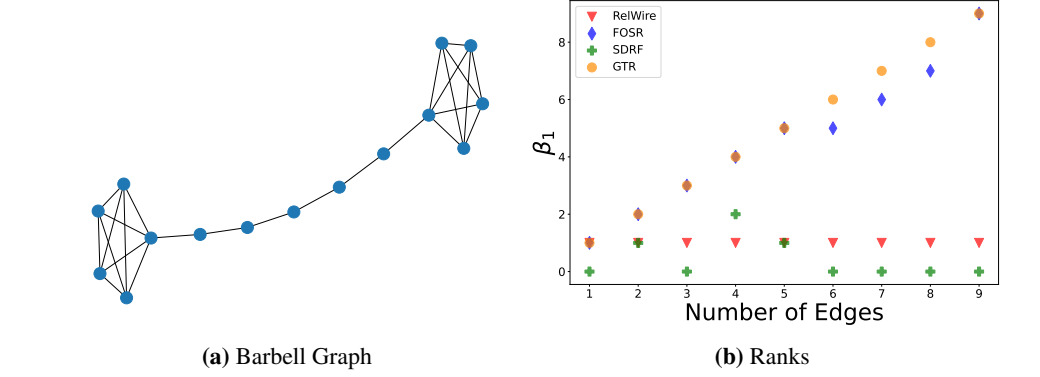 RelWire
FOSR
SDRF
GTR
β₁
8
6
4
2
0
1 2 3 4 5 6 7 8 9
Number of Edges
(a) Barbell Graph
(b) Ranks